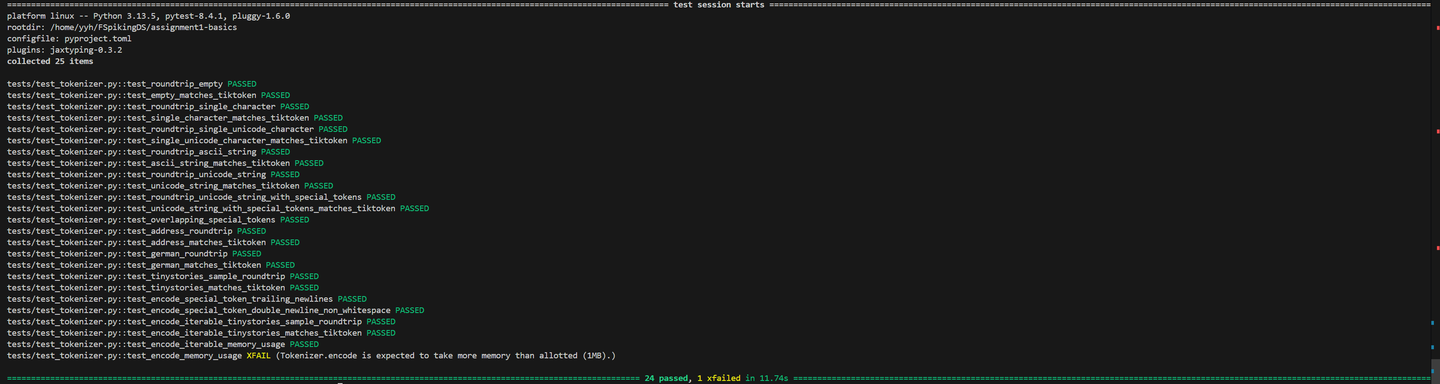 test session starts
platform linux -- Python 3.13.5, pytest-8.4.1, pluggy-1.6.0
rootdir: /home/yyh/FSpikingDS/assignment1-basics
configfile: pyproject.toml
plugins: jaxtyping-0.3.2
collected 25 items
tests/test_tokenizer.py::test_roundtrip_empty PASSED
tests/test_tokenizer.py::test_empty_matches_tiktoken PASSED
tests/test_tokenizer.py::test_roundtrip_single_character PASSED
tests/test_tokenizer.py::test_single_character_matches_tiktoken PASSED
tests/test_tokenizer.py::test_roundtrip_single_unicode_character PASSED
tests/test_tokenizer.py::test_single_unicode_character_matches_tiktoken PASSED
tests/test_tokenizer.py::test_roundtrip_ascii_string PASSED
tests/test_tokenizer.py::test_ascii_string_matches_tiktoken PASSED
tests/test_tokenizer.py::test_roundtrip_unicode_string PASSED
tests/test_tokenizer.py::test_unicode_string_matches_tiktoken PASSED
tests/test_tokenizer.py::test_roundtrip_unicode_string_with_special_tokens PASSED
tests/test_tokenizer.py::test_unicode_string_with_special_tokens_matches_tiktoken PASSED
tests/test_tokenizer.py::test_overlapping_special_tokens PASSED
tests/test_tokenizer.py::test_address_roundtrip PASSED
tests/test_tokenizer.py::test_address_matches_tiktoken PASSED
tests/test_tokenizer.py::test_german_roundtrip PASSED
tests/test_tokenizer.py::test_german_matches_tiktoken PASSED
tests/test_tokenizer.py::test_tinystories_sample_roundtrip PASSED
tests/test_tokenizer.py::test_tinystories_matches_tiktoken PASSED
tests/test_tokenizer.py::test_encode_special_token_trailing_newlines PASSED
tests/test_tokenizer.py::test_encode_special_token_double_newline_non_whitespace PASSED
tests/test_tokenizer.py::test_encode_iterable_tinystories_sample_roundtrip PASSED
tests/test_tokenizer.py::test_encode_iterable_tinystories_matches_tiktoken PASSED
tests/test_tokenizer.py::test_encode_iterable_memory_usage PASSED
tests/test_tokenizer.py::test_encode_memory_usage XFAIL (Tokenizer.encode is expected to take more memory than allotted (1MB).)
24 passed, 1 xfailed in 11.74s